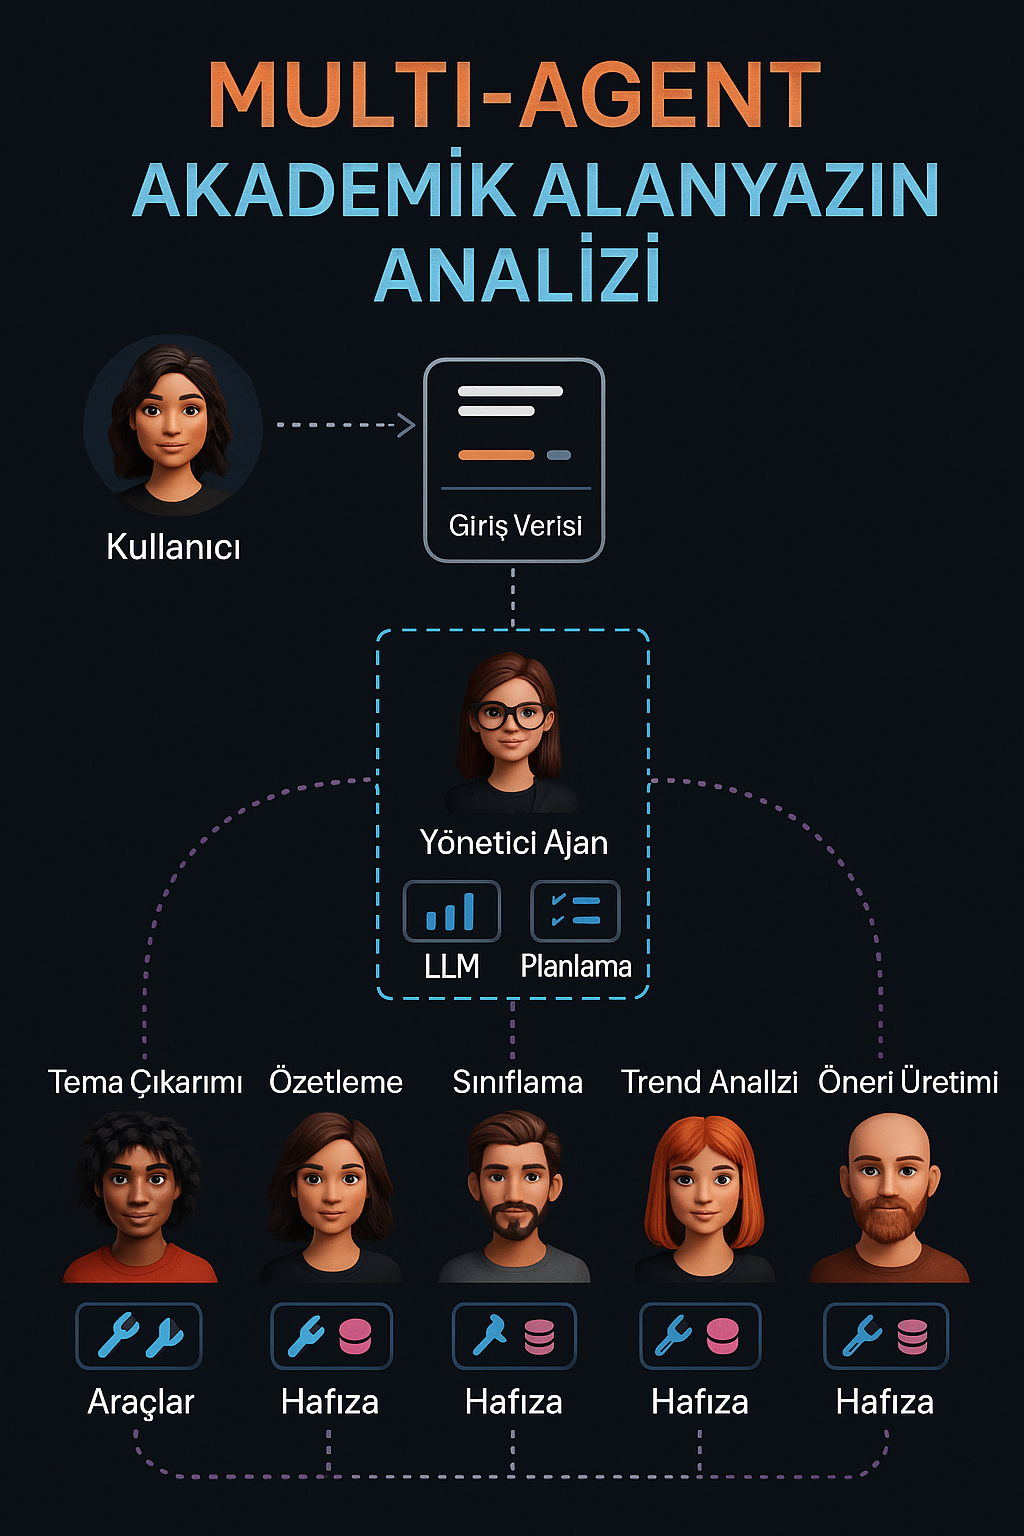 MULTI-AGENT
AKADEMİK ALANYAZIN
ANALİZİ
Kullanıcı
Giriş Verisi
Yönetici Ajan
LLM Planlama
Tema Çıkarımı Özetleme Sınıflama Trend Anallzi Öneri Üretimi
Araçlar Hafıza Hafıza Hafıza Hafıza